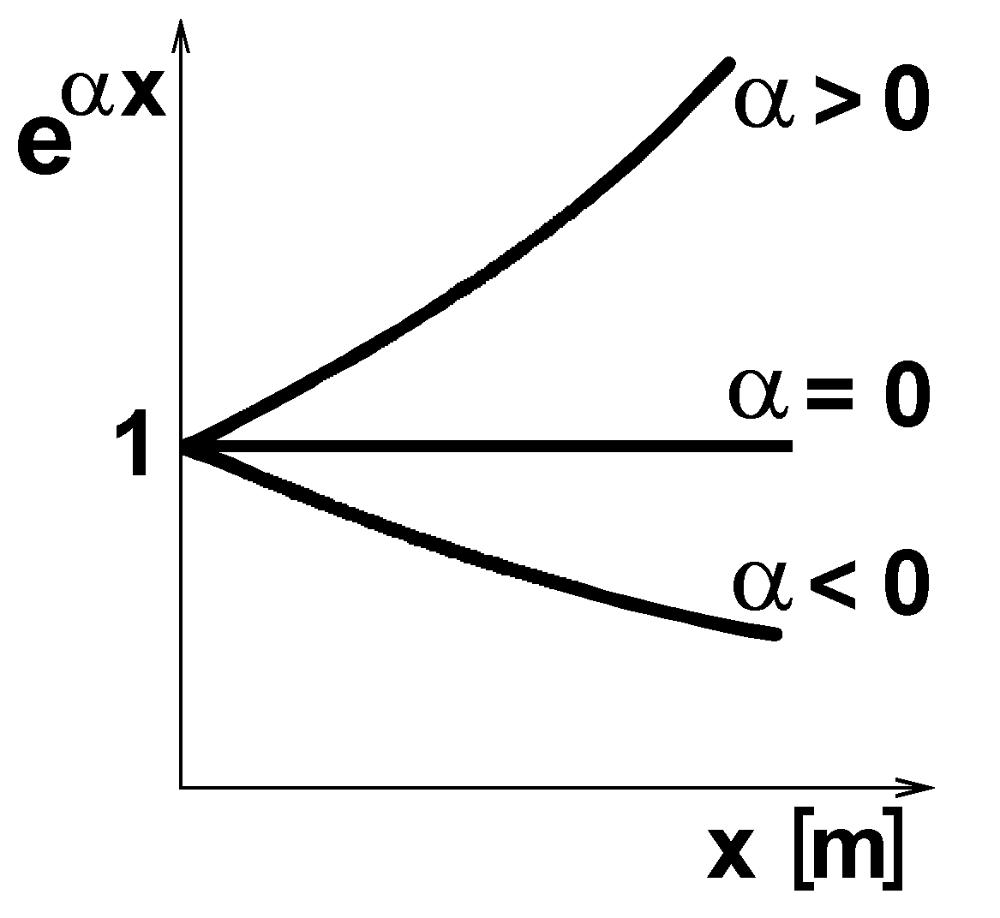 e^αx
α > 0
α = 0
1
α < 0
x [m]